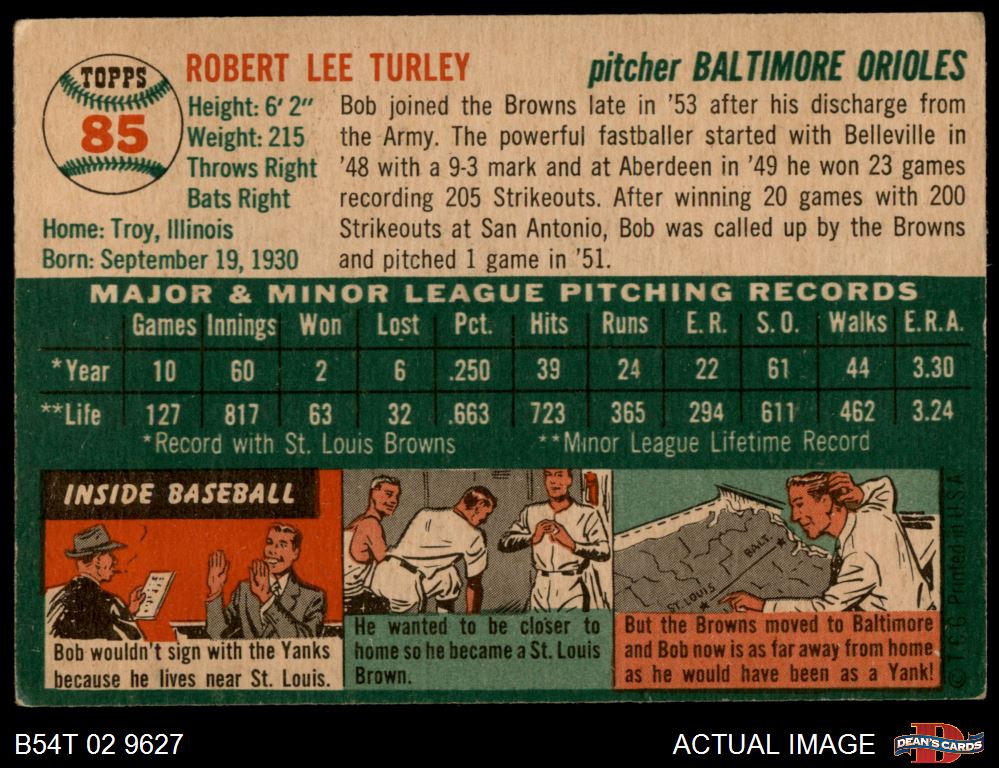 TOPPS
85
ROBERT LEE TURLEY
pitcher BALTIMORE ORIOLES
Height: 6' 2"
Weight: 215
Throws Right
Bats Right
Home: Troy, Illinois
Born: September 19, 1930
Bob joined the Browns late in '53 after his discharge from
the Army. The powerful fastballer started with Belleville in
'48 with a 9-3 mark and at Aberdeen in '49 he won 23 games
recording 205 Strikeouts. After winning 20 games with 200
Strikeouts at San Antonio, Bob was called up by the Browns
and pitched 1 game in '51.
MAJOR & MINOR LEAGUE PITCHING RECORDS
Games Innings Won Lost Pct. Hits Runs E.R. S.O. Walks E.R.A.
*Year 10 60 2 6 .250 39 24 22 61 44 3.30
**Life 127 817 63 32 .663 723 365 294 611 462 3.24
*Record with St. Louis Browns **Minor League Lifetime Record
INSIDE BASEBALL
Bob wouldn't sign with the Yanks
because he lives near St. Louis.
He wanted to be closer to
home so he became a St. Louis
Brown.
BALT.
ST. LOUIS
But the Browns moved to Baltimore
and Bob now is as far away from home
as he would have been as a Yank!
© T.C.G. Printed in U.S.A.
B54T 02 9627
ACTUAL IMAGE
D
DEAN'S CARDS